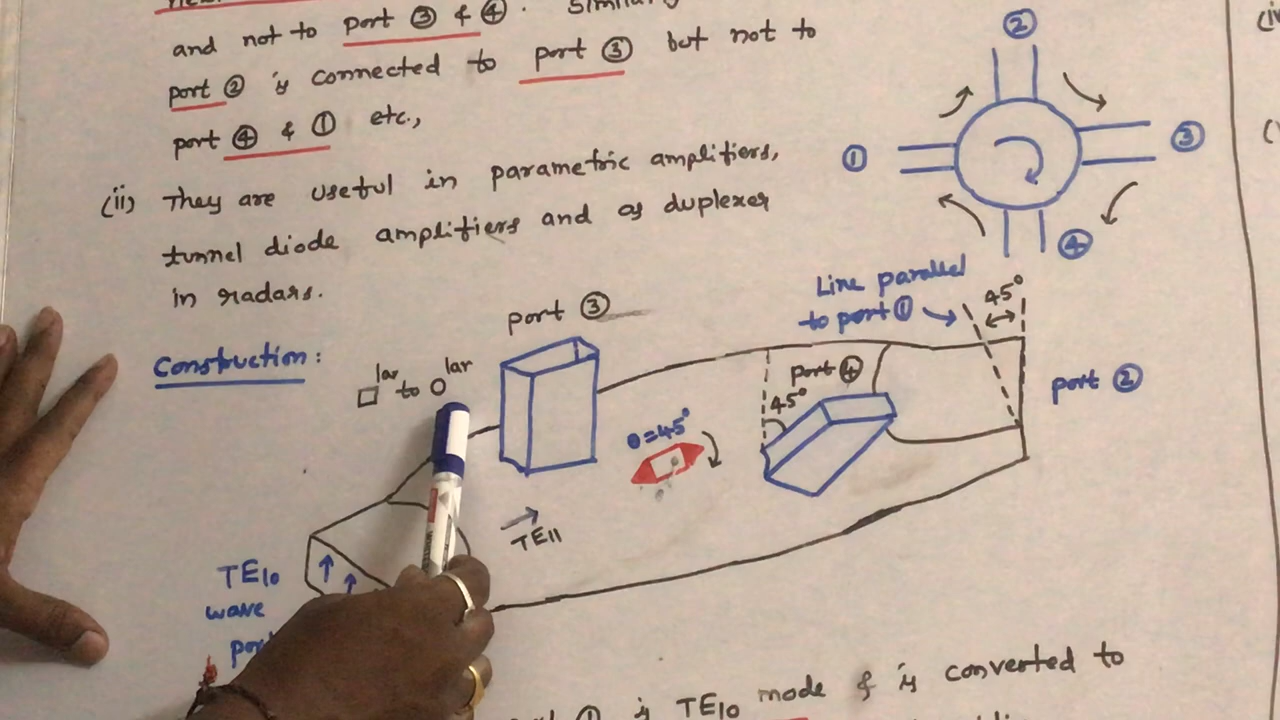 and not to port ③ & ④. Similarly
port ② is connected to port ③ but not to
port ④ & ① etc.,
(ii) They are useful in parametric amplifiers,
tunnel diode amplifiers and as duplexer
in radars.
②
①
③
④
Construction:
□lar to olar
port ③
Line parallel
to port ①
45°
port ④
45°
port ②
θ=45°
TE11
TE10
wave
① is TE10 mode & is converted to